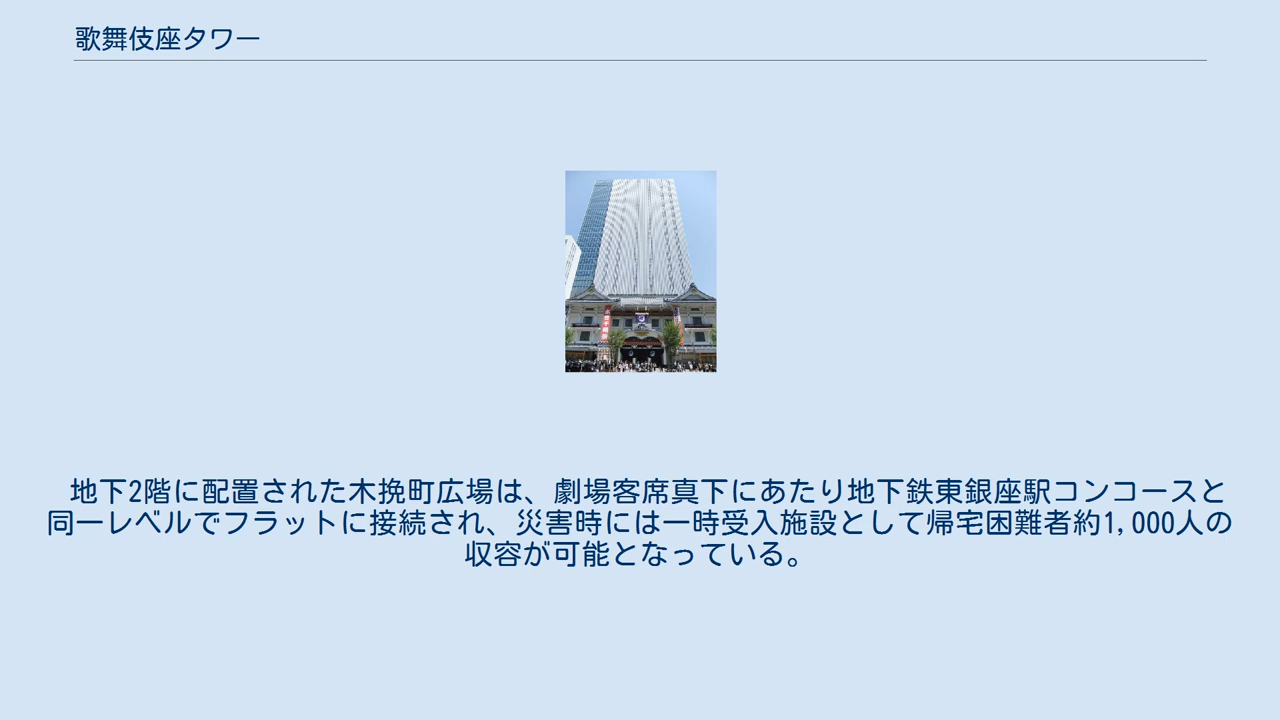 歌舞伎座タワー
地下2階に配置された木挽町広場は、劇場客席真下にあたり地下鉄東銀座駅コンコースと
同一レベルでフラットに接続され、災害時には一時受入施設として帰宅困難者約1,000人の
収容が可能となっている。